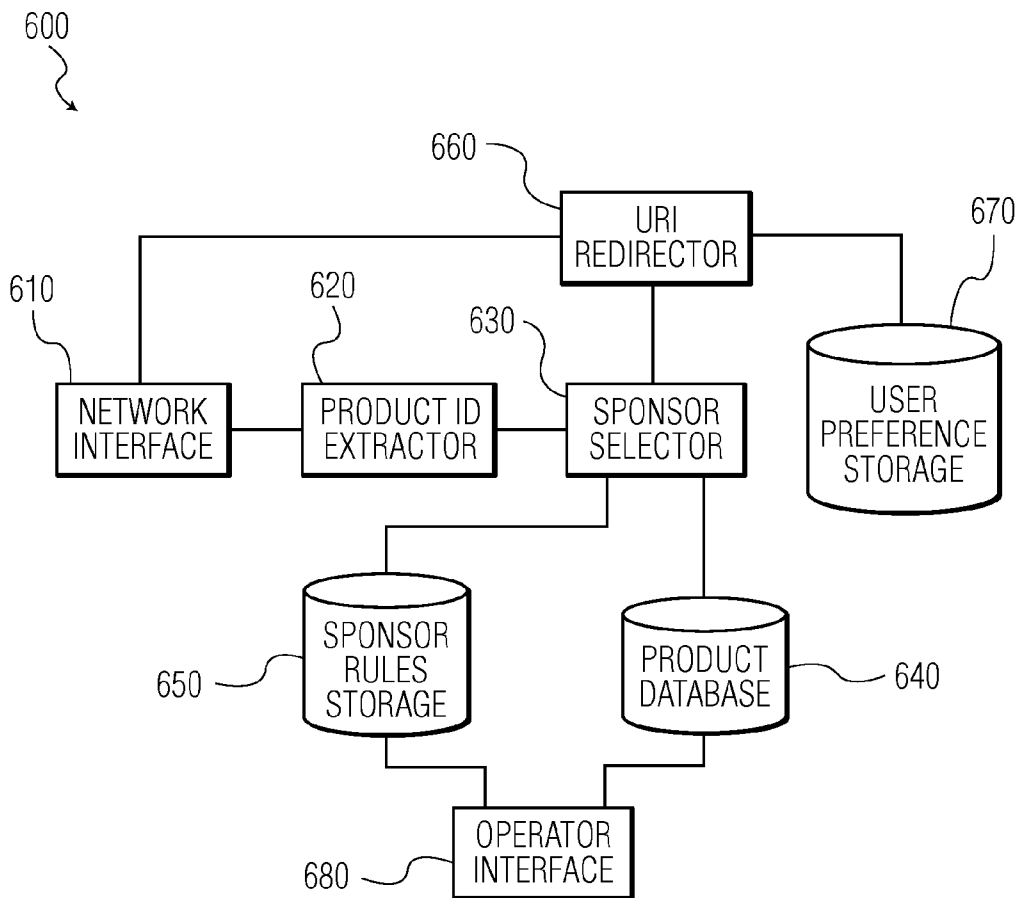 600
660
URI
REDIRECTOR
670
610
620
630
NETWORK
INTERFACE
PRODUCT ID
EXTRACTOR
SPONSOR
SELECTOR
USER
PREFERENCE
STORAGE
SPONSOR
RULES
STORAGE
650
PRODUCT
DATABASE
640
OPERATOR
INTERFACE
680